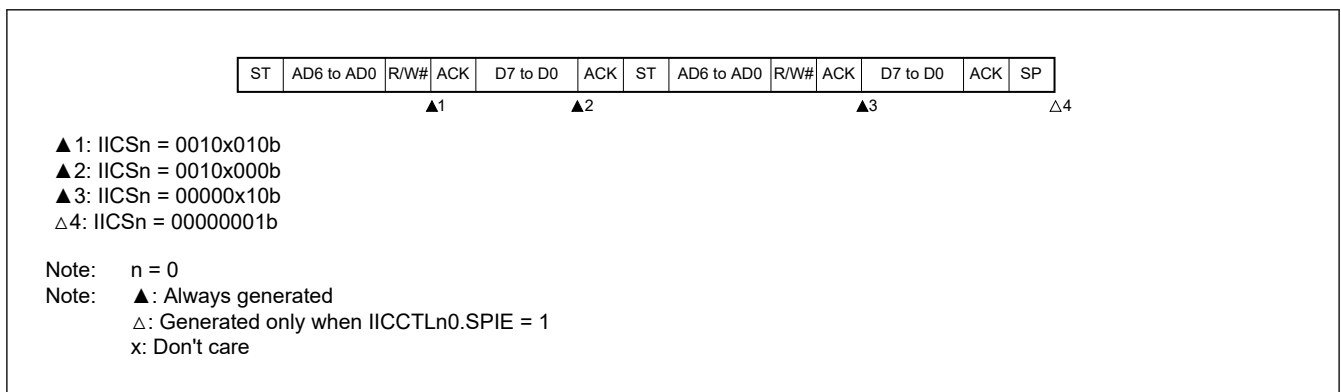 ST AD6 to AD0 R/W# ACK D7 to D0 ACK ST AD6 to AD0 R/W# ACK D7 to D0 ACK SP
▲1 ▲2 ▲3 △4
▲1: IICSn = 0010x010b
▲2: IICSn = 0010x000b
▲3: IICSn = 00000x10b
△4: IICSn = 00000001b
Note: n = 0
Note: ▲: Always generated
△: Generated only when IICCTLn0.SPIE = 1
x: Don't care